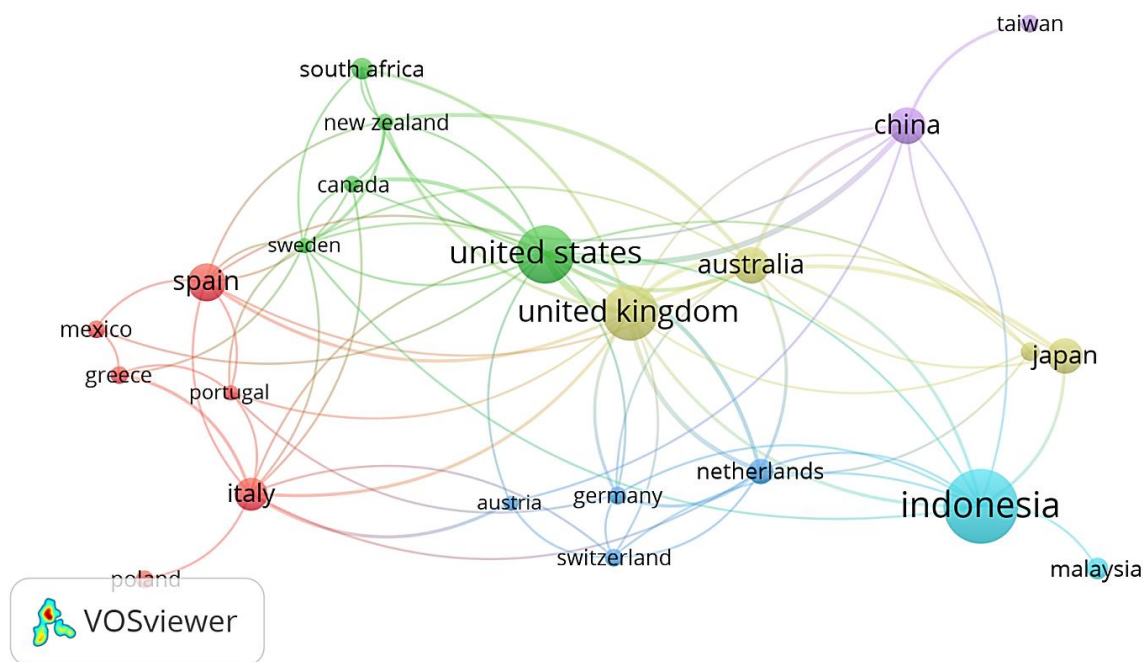 taiwan
south africa
new zealand
china
canada
sweden
united states
australia
spain
united kingdom
mexico
japan
greece
portugal
netherlands
italy
germany
austria
indonesia
switzerland
malaysia
poland
VOSviewer